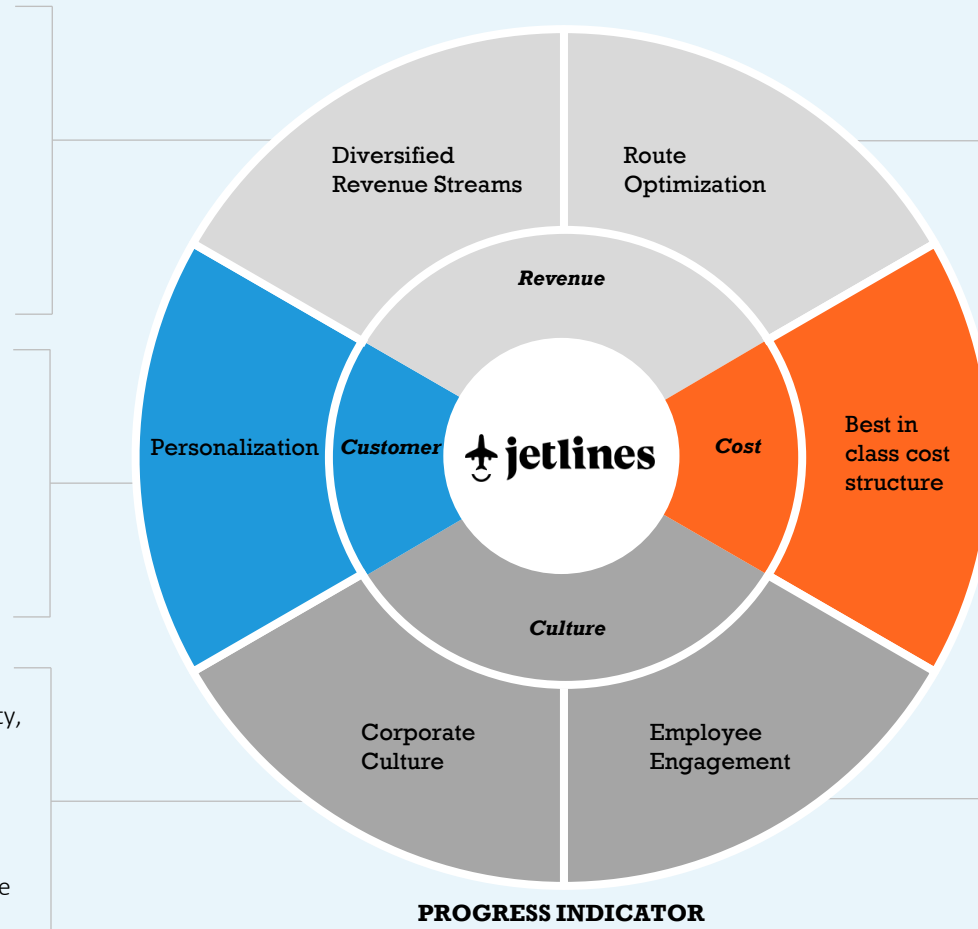 Diversified
Revenue Streams
Route
Optimization
Revenue
Personalization
Customer
jetlines
Cost
Best in
class cost
structure
Culture
Corporate
Culture
Employee
Engagement
PROGRESS INDICATOR